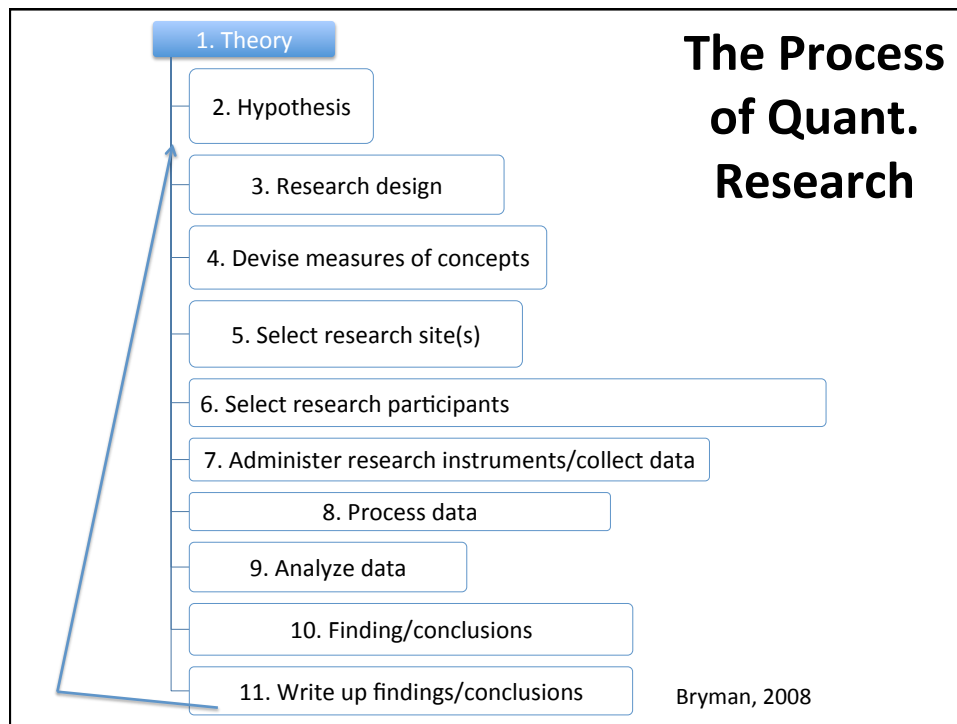 1. Theory
The Process
of Quant.
Research
2. Hypothesis
3. Research design
4. Devise measures of concepts
5. Select research site(s)
6. Select research participants
7. Administer research instruments/collect data
8. Process data
9. Analyze data
10. Finding/conclusions
11. Write up findings/conclusions
Bryman, 2008